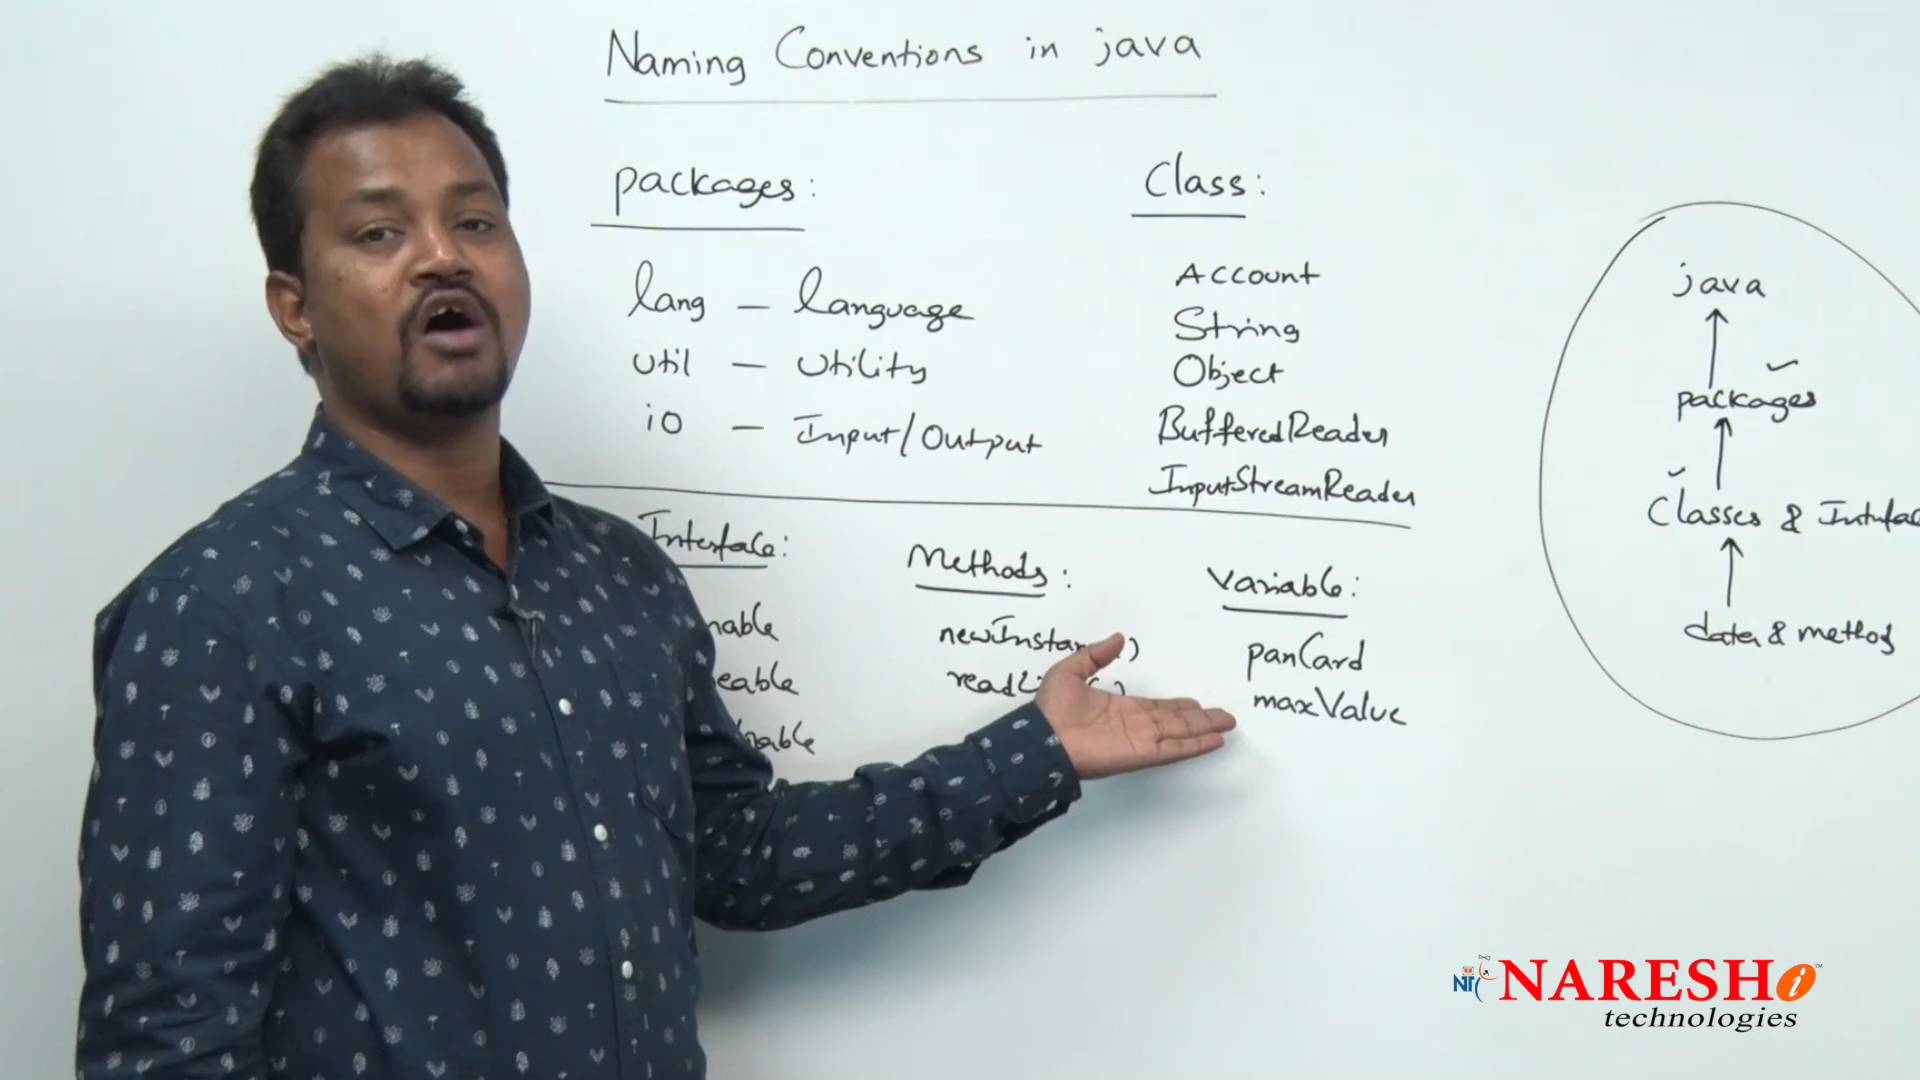 Naming Conventions in java
packages:
lang — language
util — Utility
io — Input/Output
Class:
Account
String
Object
BufferedReader
InputStreamReader
Interface:
Methods:
Variable:
panCard
maxValue
java
packages
Classes &
data & method
NARESH i
technologies